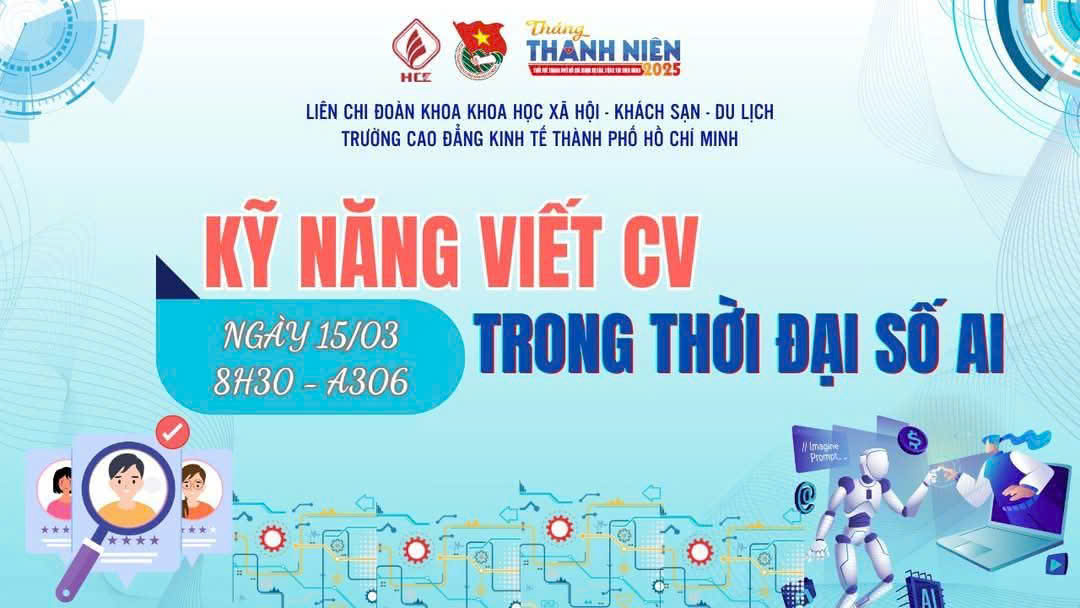 HCE
Tháng
THANH NIÊN
2025
LIÊN CHI ĐOÀN KHOA KHOA HỌC XÃ HỘI - KHÁCH SẠN - DU LỊCH
TRƯỜNG CAO ĐẲNG KINH TẾ THÀNH PHỐ HỒ CHÍ MINH
KỸ NĂNG VIẾT CV
NGÀY 15/03
8H30 – A306
TRONG THỜI ĐẠI SỐ AI
// Imagine
Prompt_ _
$
@
AI